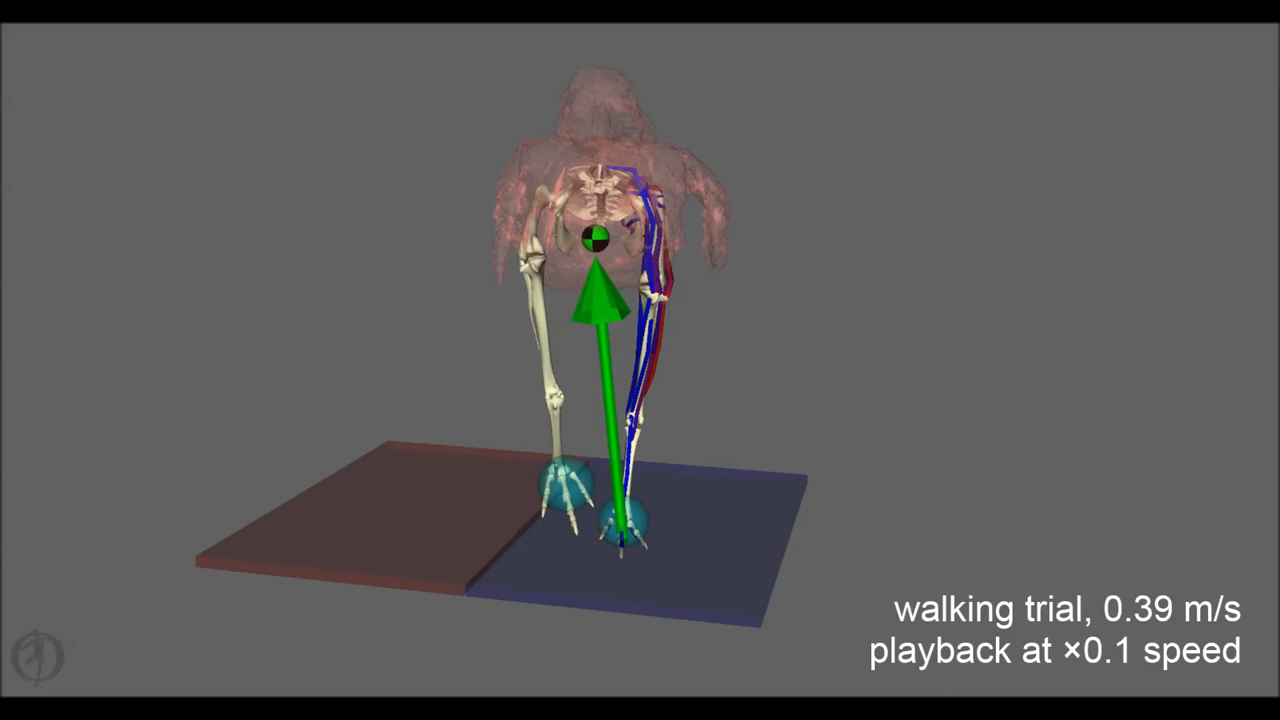 walking trial, 0.39 m/s
playback at ×0.1 speed